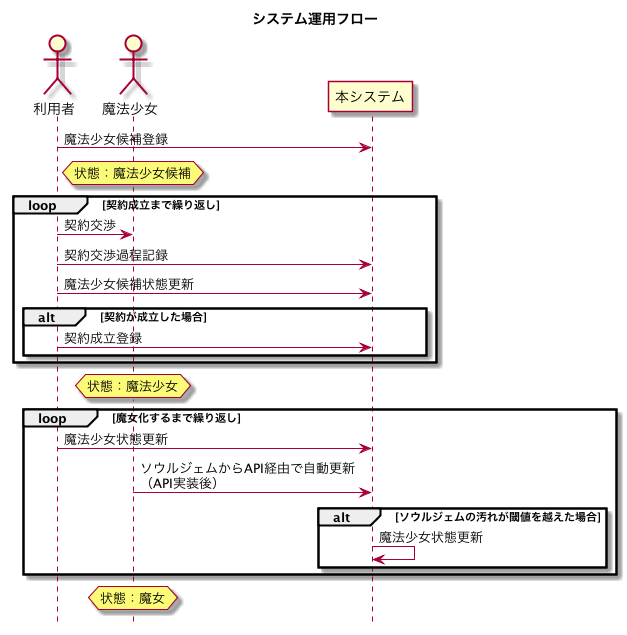 システム運用フロー
利用者
魔法少女
本システム
魔法少女候補登録
状態：魔法少女候補
loop [契約成立まで繰り返し]
契約交渉
契約交渉過程記録
魔法少女候補状態更新
alt [契約が成立した場合]
契約成立登録
状態：魔法少女
loop [魔女化するまで繰り返し]
魔法少女状態更新
ソウルジェムからAPI経由で自動更新
（API実装後）
alt [ソウルジェムの汚れが閾値を越えた場合]
魔法少女状態更新
状態：魔女